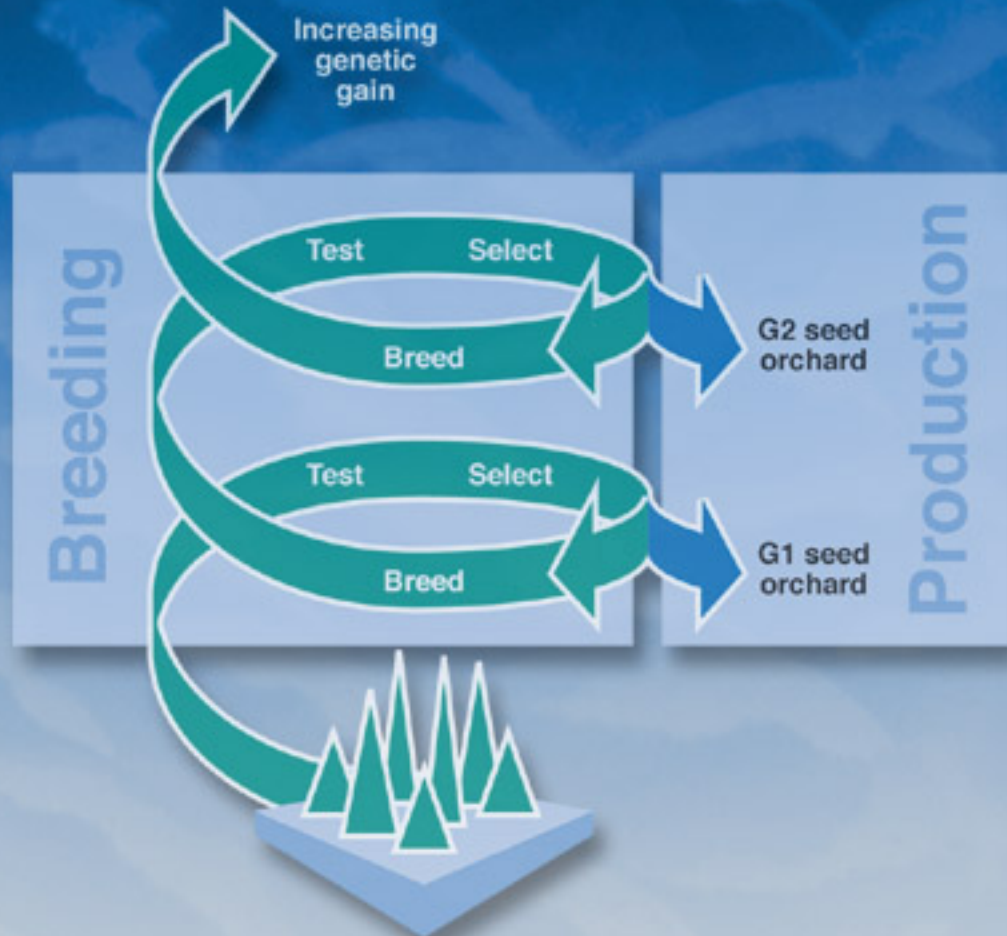 Increasing
genetic
gain
Breeding
Production
Test Select
Breed
G2 seed
orchard
Test Select
Breed
G1 seed
orchard